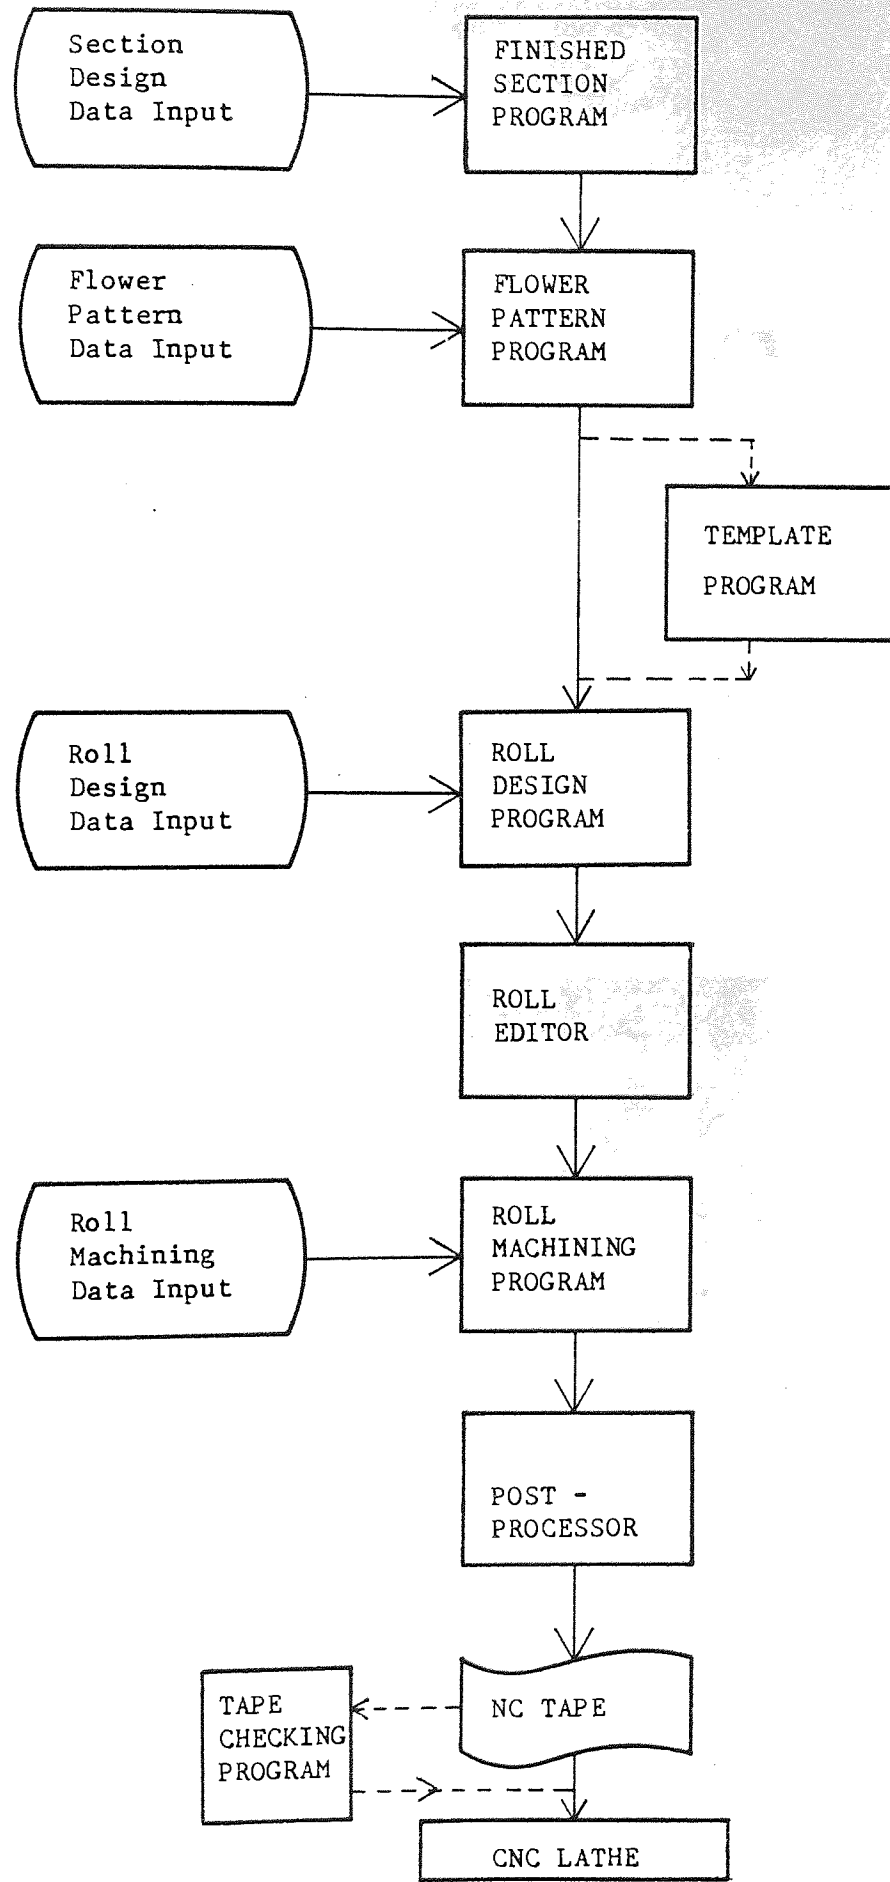 Section
Design
Data Input
FINISHED
SECTION
PROGRAM
Flower
Pattern
Data Input
FLOWER
PATTERN
PROGRAM
TEMPLATE
PROGRAM
Roll
Design
Data Input
ROLL
DESIGN
PROGRAM
ROLL
EDITOR
Roll
Machining
Data Input
ROLL
MACHINING
PROGRAM
POST -
PROCESSOR
TAPE
CHECKING
PROGRAM
NC TAPE
CNC LATHE